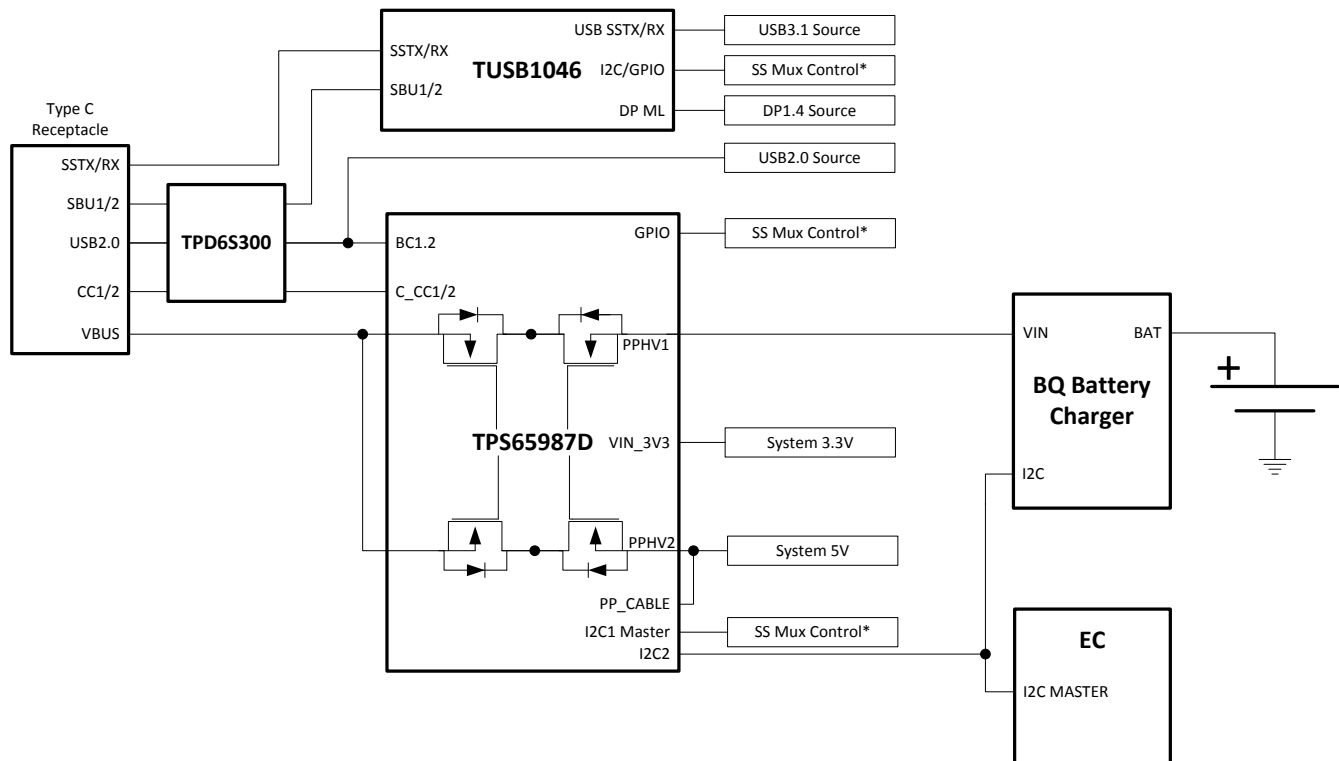 USB SSTX/RX
USB3.1 Source
SSTX/RX
TUSB1046
I2C/GPIO
SS Mux Control*
SBU1/2
DP ML
DP1.4 Source
Type C
Receptacle
USB2.0 Source
SSTX/RX
SBU1/2
TPD6S300
USB2.0
BC1.2
GPIO
SS Mux Control*
CC1/2
C_CC1/2
VBUS
PPHV1
VIN
BAT
BQ Battery
Charger
+
TPS65987D
VIN_3V3
System 3.3V
I2C
PPHV2
System 5V
PP_CABLE
I2C1 Master
SS Mux Control*
I2C2
EC
I2C MASTER